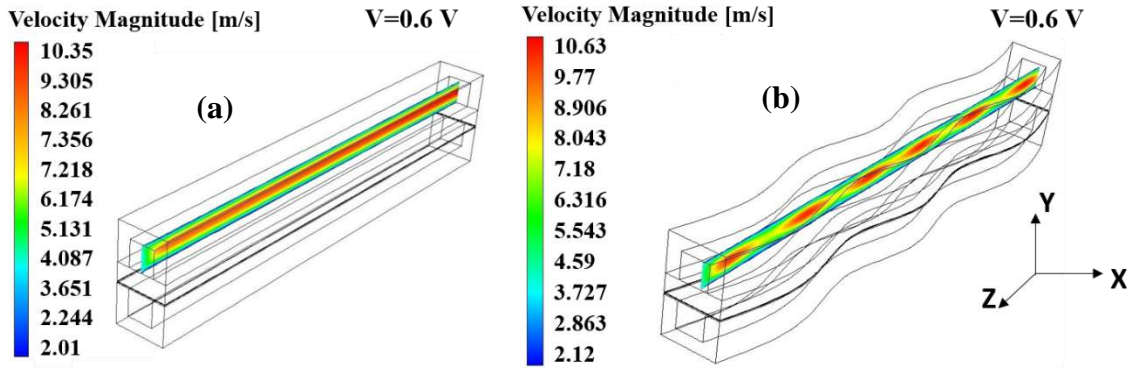 Velocity Magnitude [m/s]
V=0.6 V
10.35
9.305
8.261
7.356
7.218
6.174
5.131
4.087
3.651
2.244
2.01
(a)
Velocity Magnitude [m/s]
V=0.6 V
10.63
9.77
8.906
8.043
7.18
6.316
5.543
4.59
3.727
2.863
2.12
(b)
Y
X
Z